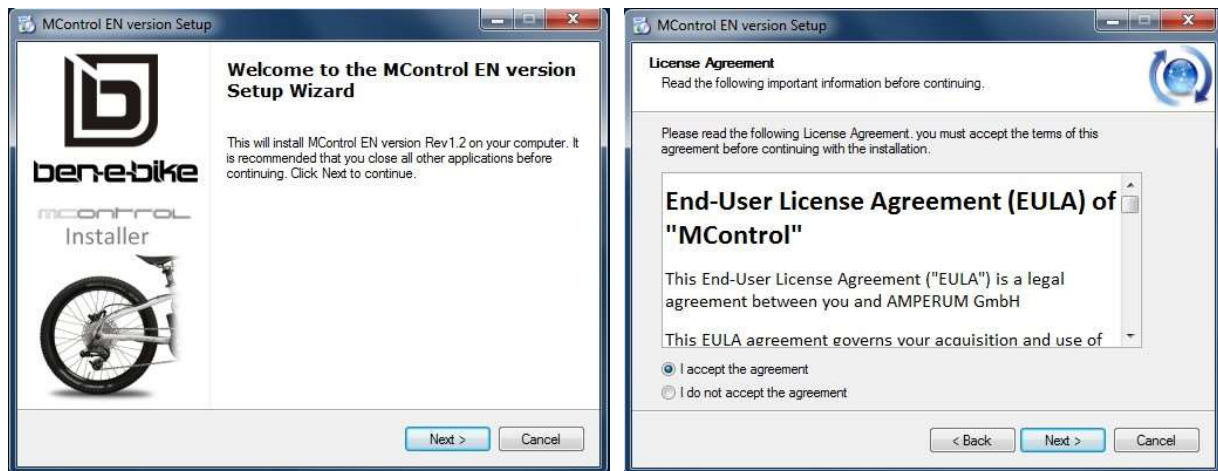 MControl EN version Setup
ben-e-bike
mcontrol
Installer
Welcome to the MControl EN version
Setup Wizard
This will install MControl EN version Rev1.2 on your computer. It
is recommended that you close all other applications before
continuing. Click Next to continue.
Next >
Cancel
MControl EN version Setup
License Agreement
Read the following important information before continuing.
Please read the following License Agreement. you must accept the terms of this
agreement before continuing with the installation.
End-User License Agreement (EULA) of
"MControl"
This End-User License Agreement ("EULA") is a legal
agreement between you and AMPERUM GmbH
This EULA agreement governs your acquisition and use of
I accept the agreement
I do not accept the agreement
< Back
Next >
Cancel